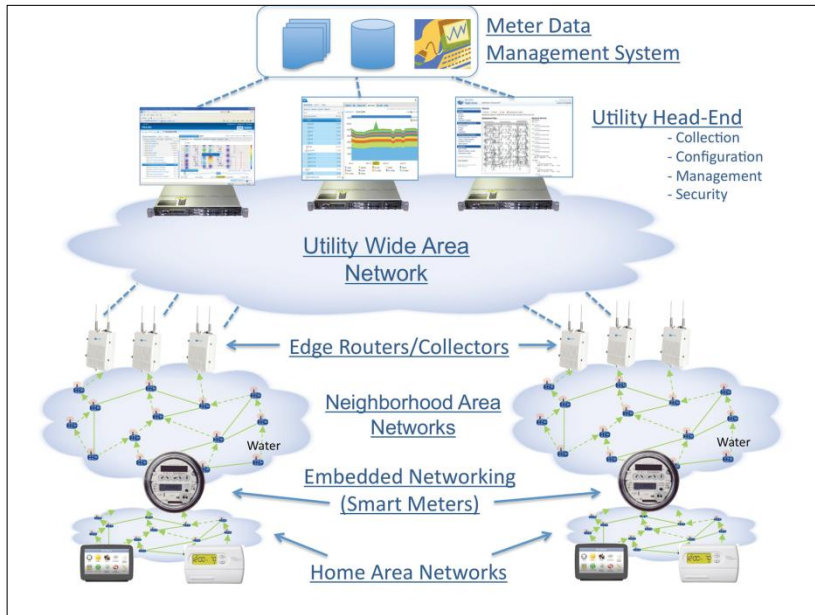 Meter Data
Management System
Utility Head-End
- Collection
- Configuration
- Management
- Security
Utility Wide Area
Network
Edge Routers/Collectors
Neighborhood Area
Networks
Water
Water
Embedded Networking
(Smart Meters)
Home Area Networks